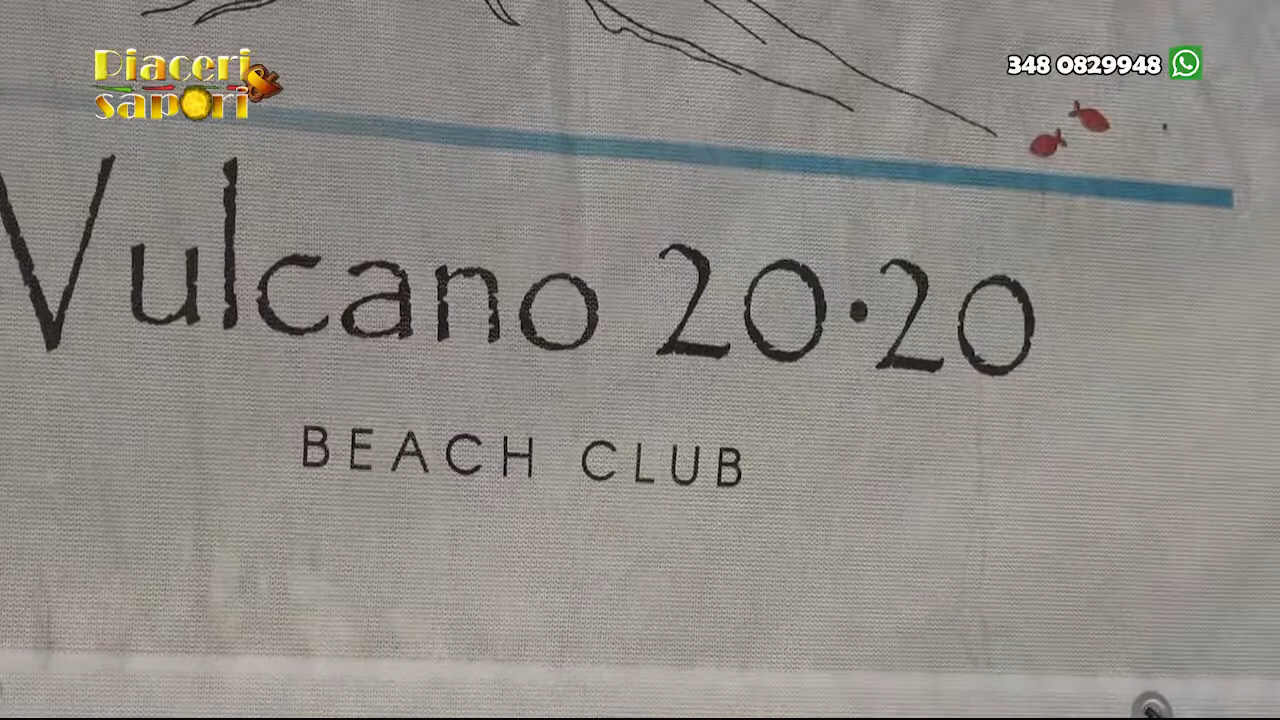 Piaceri &
sapori
348 0829948
Vulcano 20•20
BEACH CLUB